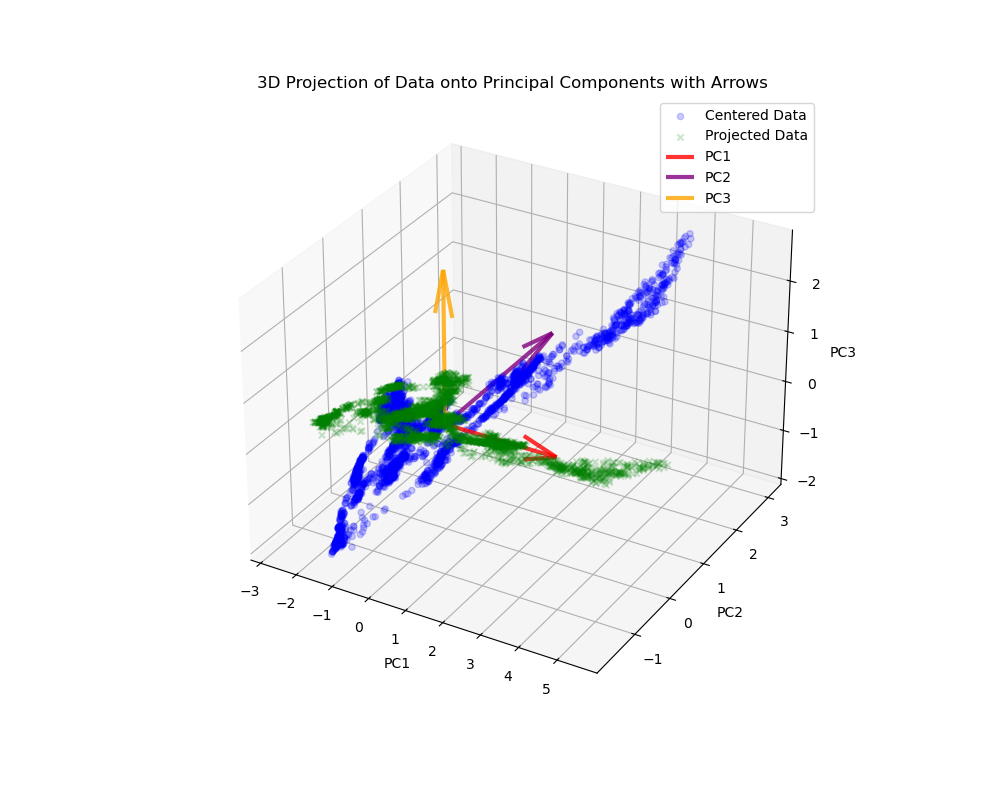 3D Projection of Data onto Principal Components with Arrows
Centered Data
Projected Data
PC1
PC2
PC3
2
1
0
−1
−2
PC3
3
2
1
0
−1
PC2
−3
−2
−1
0
1
2
3
4
5
PC1